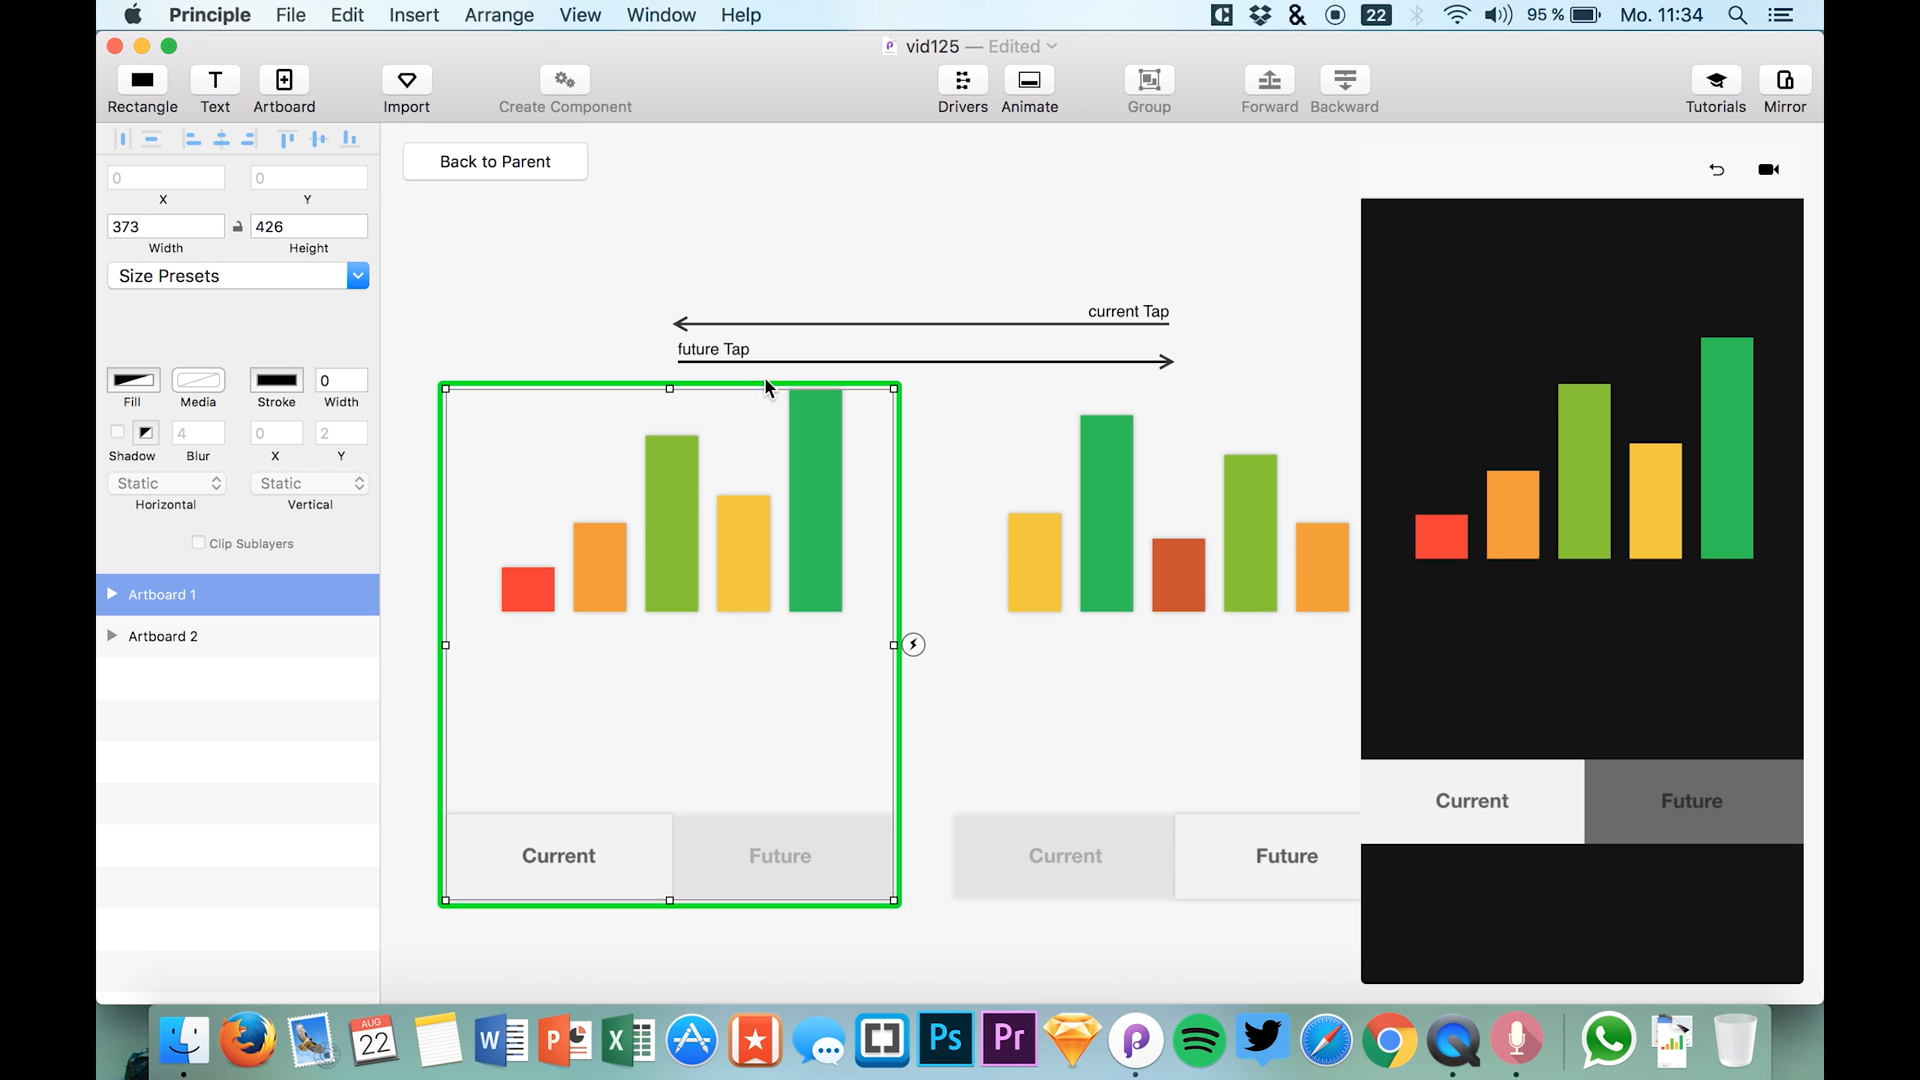 Principle File Edit Insert Arrange View Window Help 22 95 % Mo. 11:34
vid125 — Edited
Rectangle Text Artboard Import Create Component Drivers Animate Group Forward Backward Tutorials Mirror
Back to Parent
0 0
X Y
373 426
Width Height
Size Presets
current Tap
future Tap
0
Fill Media Stroke Width
4 0 2
Shadow Blur X Y
Static Static
Horizontal Vertical
Clip Sublayers
Artboard 1
Artboard 2
Current Future
Current Future
Current Future
AUG
22
W P X Ps Pr